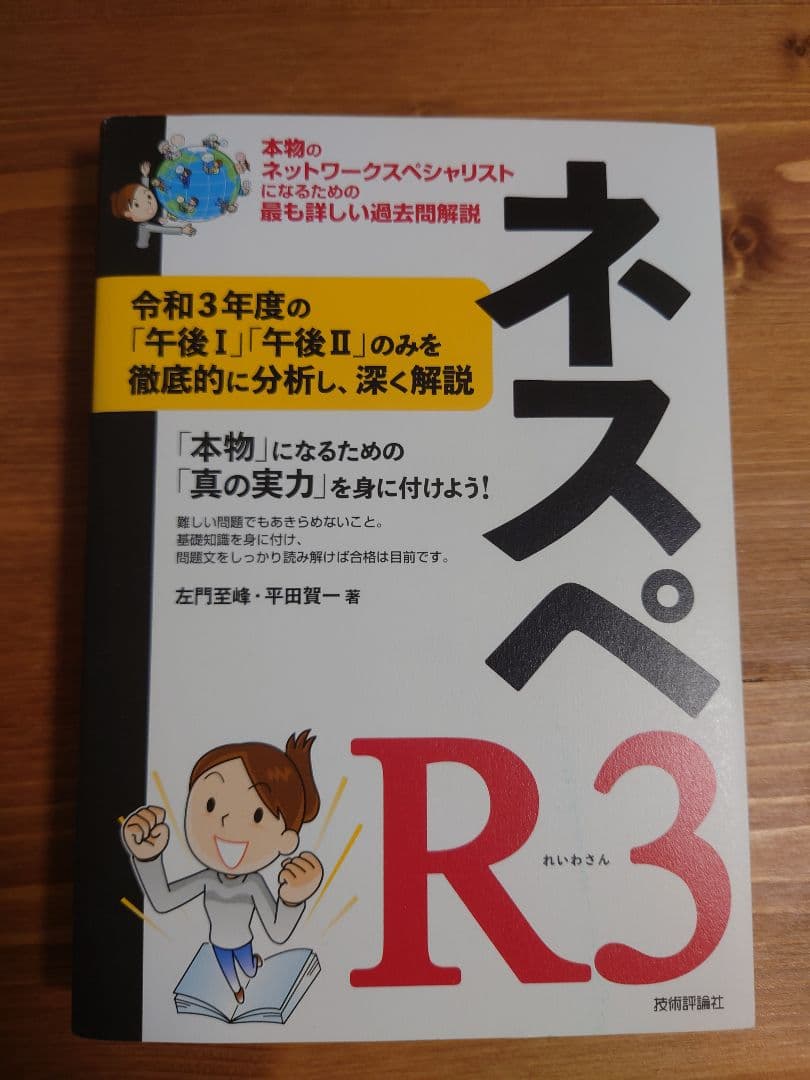 本物の
ネットワークスペシャリスト
になるための
最も詳しい過去問解説
ネスペ
令和3年度の
「午後Ⅰ」「午後Ⅱ」のみを
徹底的に分析し、深く解説
「本物」になるための
「真の実力」を身に付けよう!
難しい問題でもあきらめないこと。
基礎知識を身に付け、
問題文をしっかり読み解けば合格は目前です。
左門至峰・平田賀一 著
R3
れいわさん
技術評論社